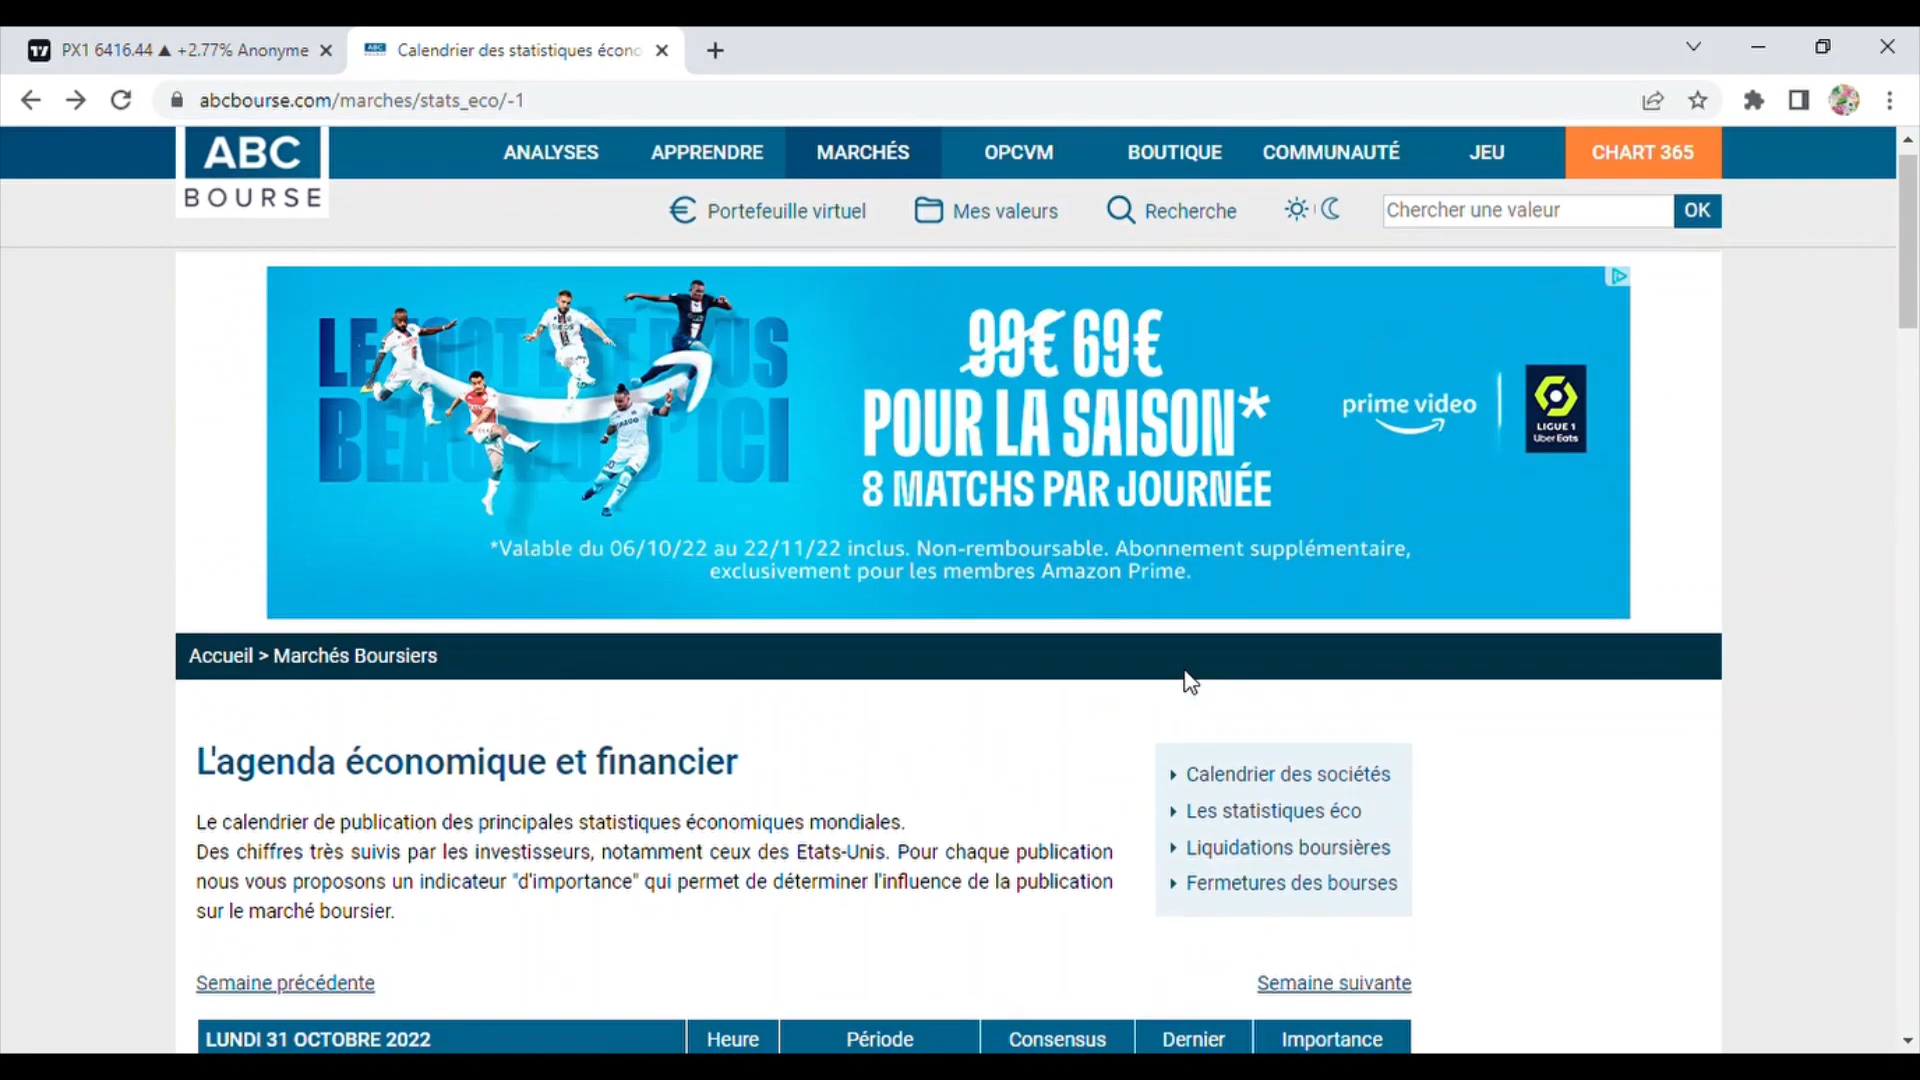 PX1 6416.44 ▲ +2.77% Anonyme
Calendrier des statistiques écono
abcbourse.com/marches/stats_eco/-1
ABC
BOURSE
ANALYSES
APPRENDRE
MARCHÉS
OPCVM
BOUTIQUE
COMMUNAUTÉ
JEU
CHART 365
Portefeuille virtuel
Mes valeurs
Recherche
Chercher une valeur
OK
99€ 69€
POUR LA SAISON*
8 MATCHS PAR JOURNÉE
prime video
LIGUE 1
Uber Eats
*Valable du 06/10/22 au 22/11/22 inclus. Non-remboursable. Abonnement supplémentaire,
exclusivement pour les membres Amazon Prime.
Accueil > Marchés Boursiers
L'agenda économique et financier
Le calendrier de publication des principales statistiques économiques mondiales.
Des chiffres très suivis par les investisseurs, notamment ceux des Etats-Unis. Pour chaque publication
nous vous proposons un indicateur "d'importance" qui permet de déterminer l'influence de la publication
sur le marché boursier.
Calendrier des sociétés
Les statistiques éco
Liquidations boursières
Fermetures des bourses
Semaine précédente
Semaine suivante
LUNDI 31 OCTOBRE 2022
Heure
Période
Consensus
Dernier
Importance